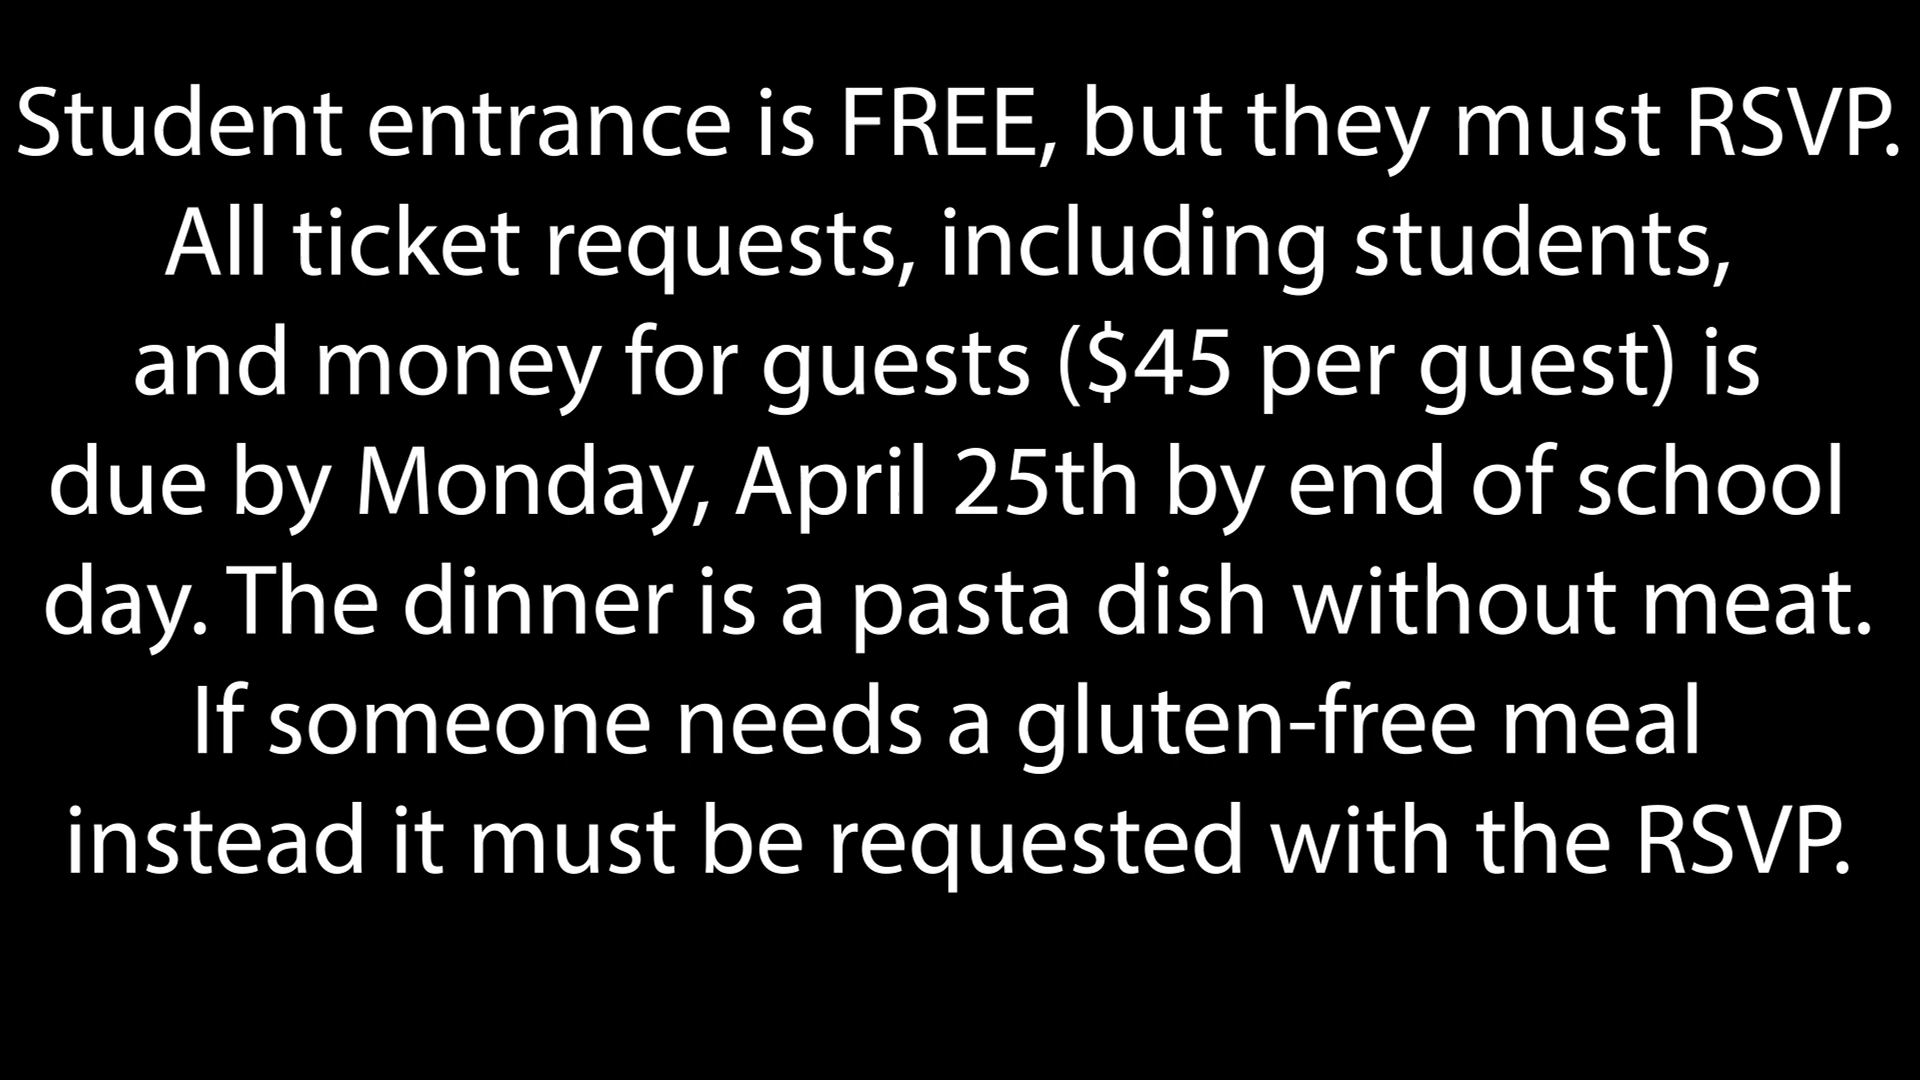 Student entrance is FREE, but they must RSVP.
All ticket requests, including students,
and money for guests ($45 per guest) is
due by Monday, April 25th by end of school
day. The dinner is a pasta dish without meat.
If someone needs a gluten-free meal
instead it must be requested with the RSVP.